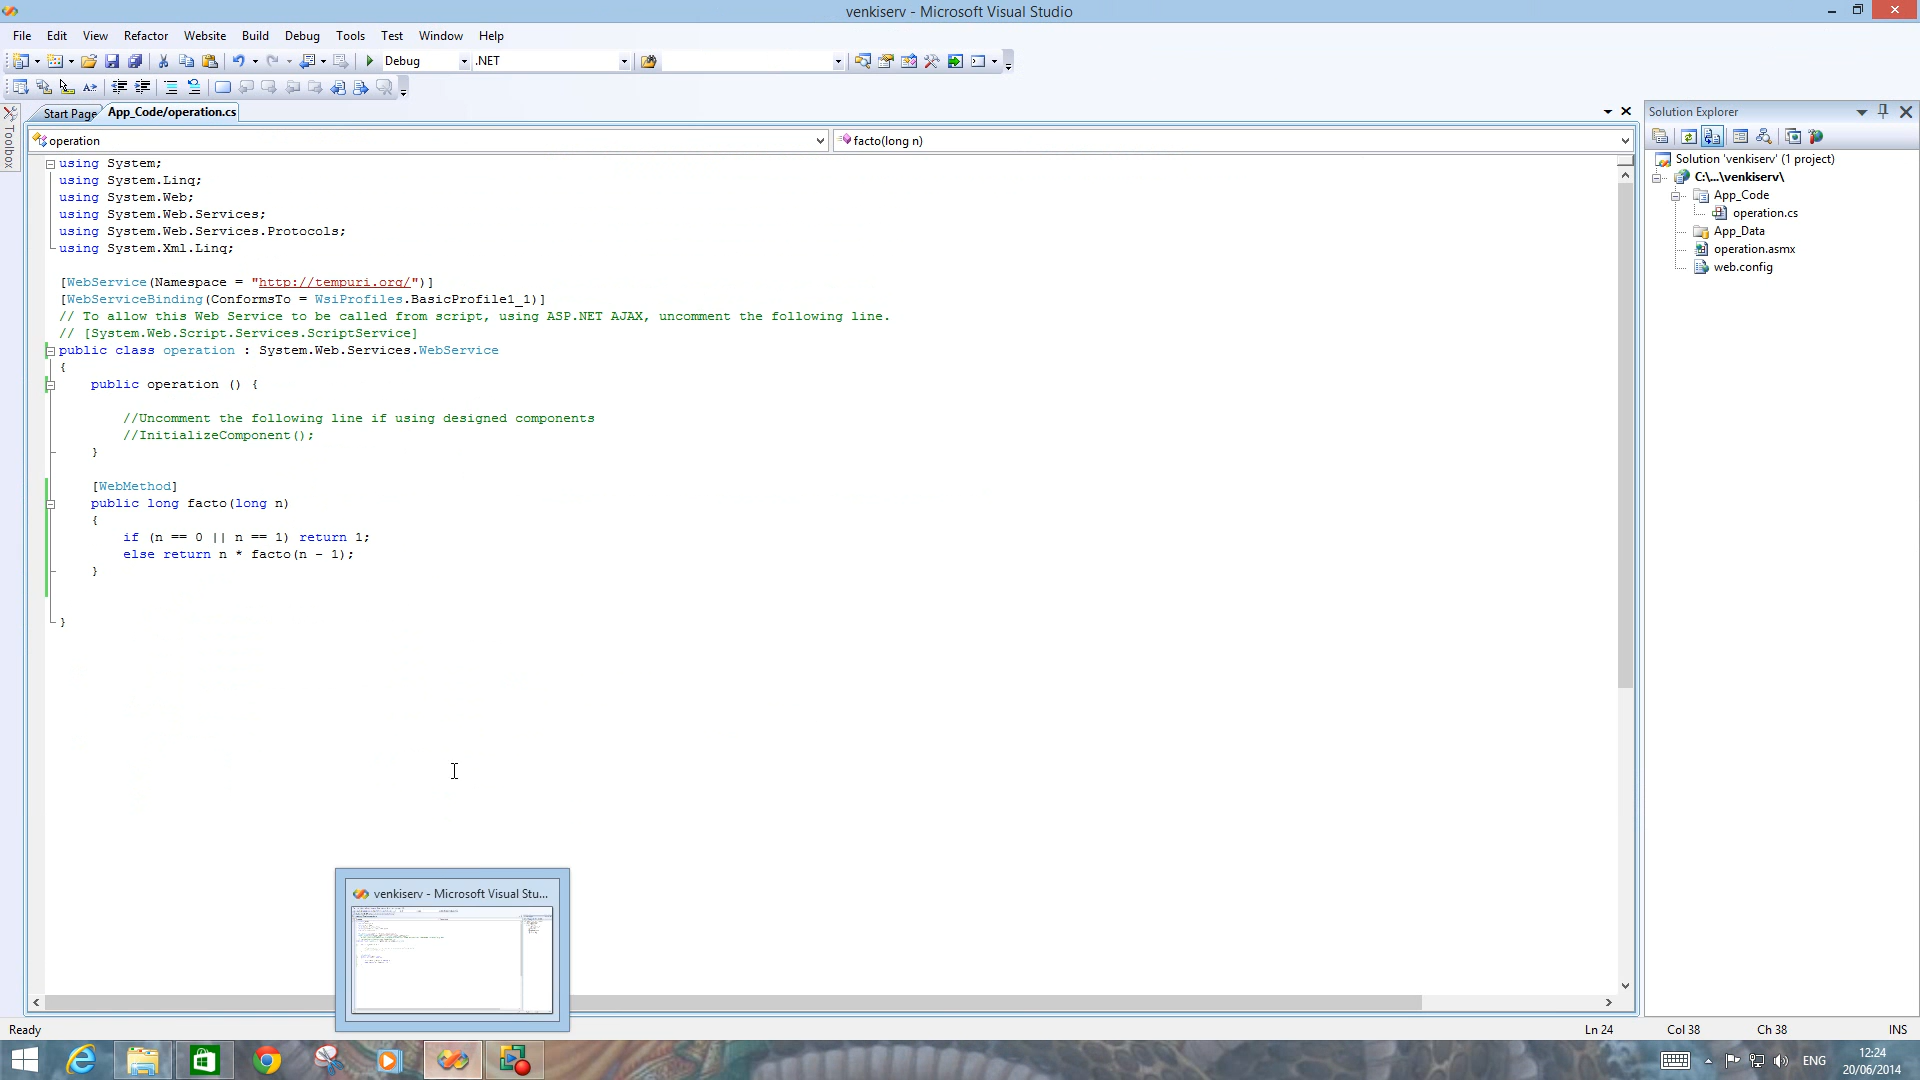 venkiserv - Microsoft Visual Studio
File Edit View Refactor Website Build Debug Tools Test Window Help
Debug .NET
Start Page App_Code/operation.cs
operation facto(long n)
Toolbox
using System;
using System.Linq;
using System.Web;
using System.Web.Services;
using System.Web.Services.Protocols;
using System.Xml.Linq;
[WebService(Namespace = "http://tempuri.org/")]
[WebServiceBinding(ConformsTo = WsiProfiles.BasicProfile1_1)]
// To allow this Web Service to be called from script, using ASP.NET AJAX, uncomment the following line.
// [System.Web.Script.Services.ScriptService]
public class operation : System.Web.Services.WebService
{
public operation () {
//Uncomment the following line if using designed components
//InitializeComponent();
}
[WebMethod]
public long facto(long n)
{
if (n == 0 || n == 1) return 1;
else return n * facto(n - 1);
}
}
Solution Explorer
Solution 'venkiserv' (1 project)
C:\...\venkiserv\
App_Code
operation.cs
App_Data
operation.asmx
web.config
venkiserv - Microsoft Visual Stu...
Ready Ln 24 Col 38 Ch 38 INS
ENG 12:24
20/06/2014